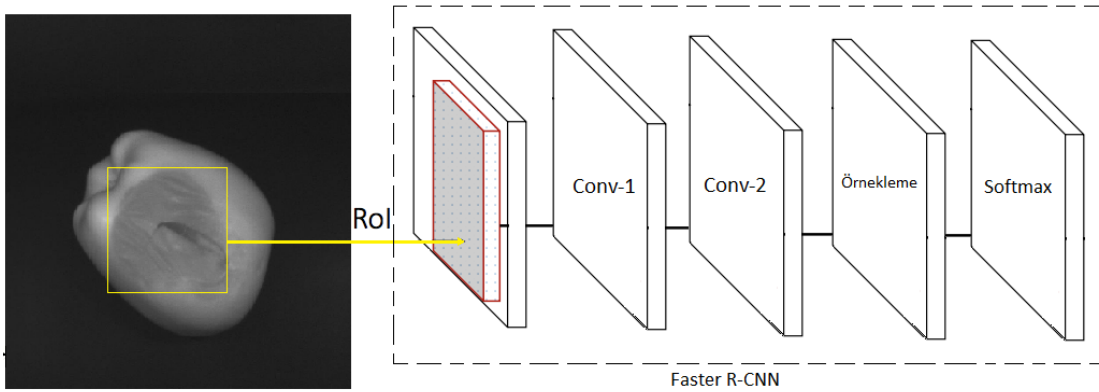 RoI
Conv-1
Conv-2
Örnekleme
Softmax
Faster R-CNN